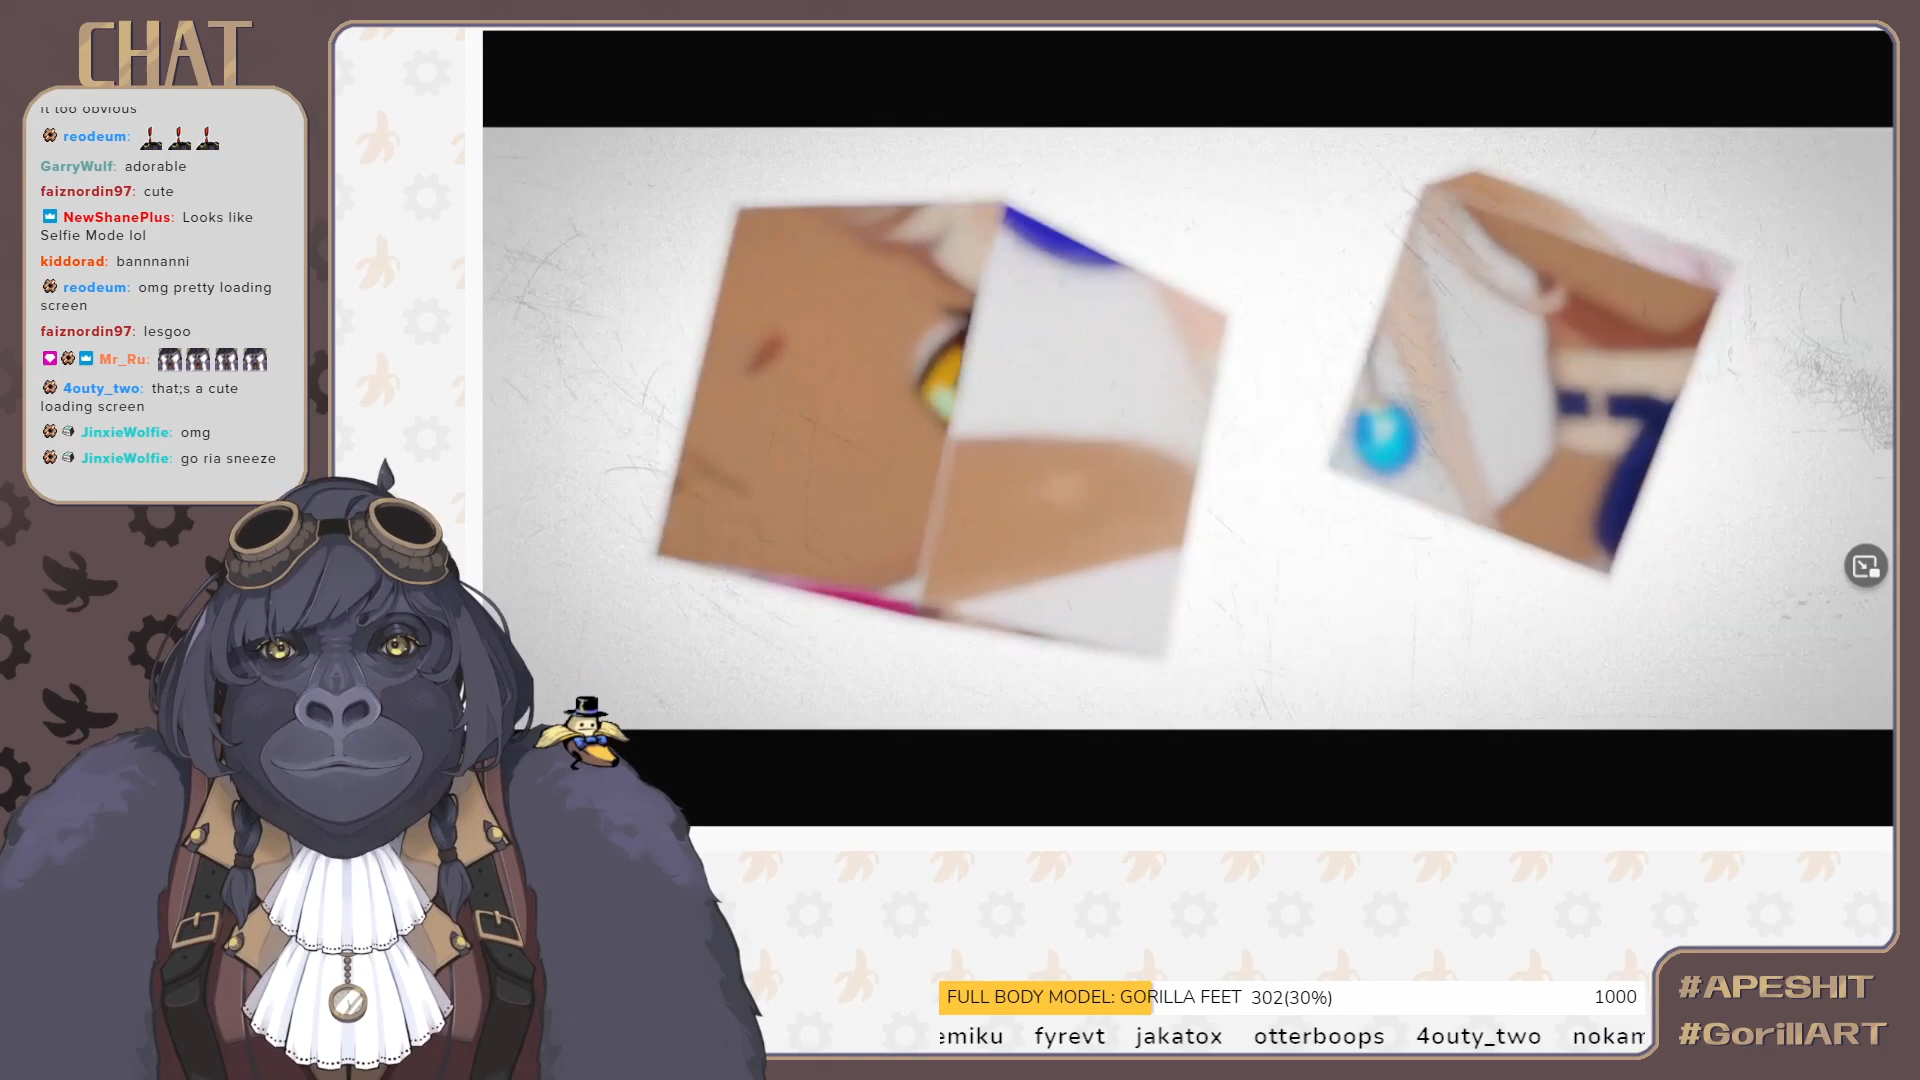 CHAT
it too obvious
reodeum:
GarryWulf: adorable
faiznordin97: cute
NewShanePlus: Looks like
Selfie Mode lol
kiddorad: bannnanni
reodeum: omg pretty loading
screen
faiznordin97: lesgoo
Mr_Ru:
4outy_two: that;s a cute
loading screen
JinxieWolfie: omg
JinxieWolfie: go ria sneeze
FULL BODY MODEL: GORILLA FEET 302(30%) 1000
emiku fyrevt jakatox otterboops 4outy_two nokam
#APESHIT
#GorillART